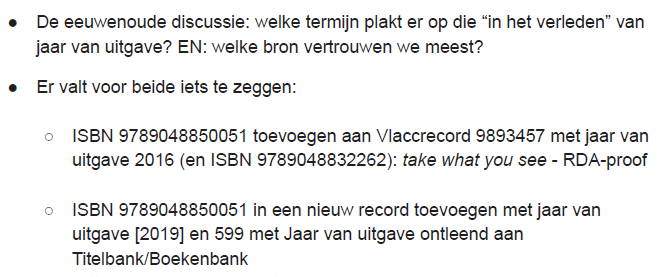 ● De eeuwenoude discussie: welke termijn plakt er op die “in het verleden” van
jaar van uitgave? EN: welke bron vertrouwen we meest?
● Er valt voor beide iets te zeggen:
○ ISBN 9789048850051 toevoegen aan Vlaccrecord 9893457 met jaar van
uitgave 2016 (en ISBN 9789048832262): take what you see - RDA-proof
○ ISBN 9789048850051 in een nieuw record toevoegen met jaar van
uitgave [2019] en 599 met Jaar van uitgave ontleend aan
Titelbank/Boekenbank